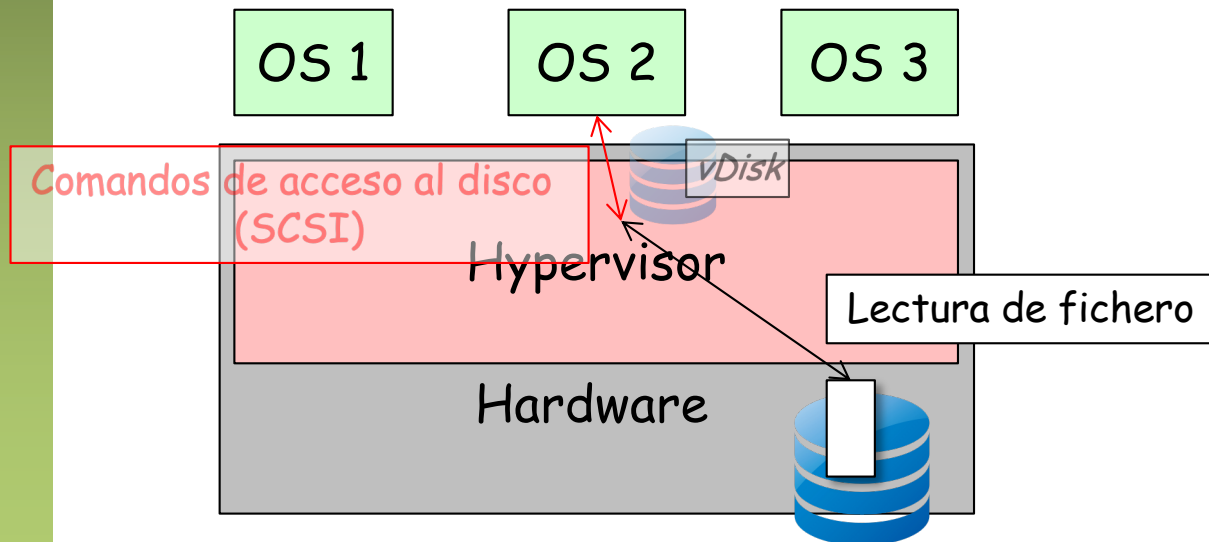 OS 1
OS 2
OS 3
vDisk
Comandos de acceso al disco
(SCSI)
Hypervisor
Lectura de fichero
Hardware